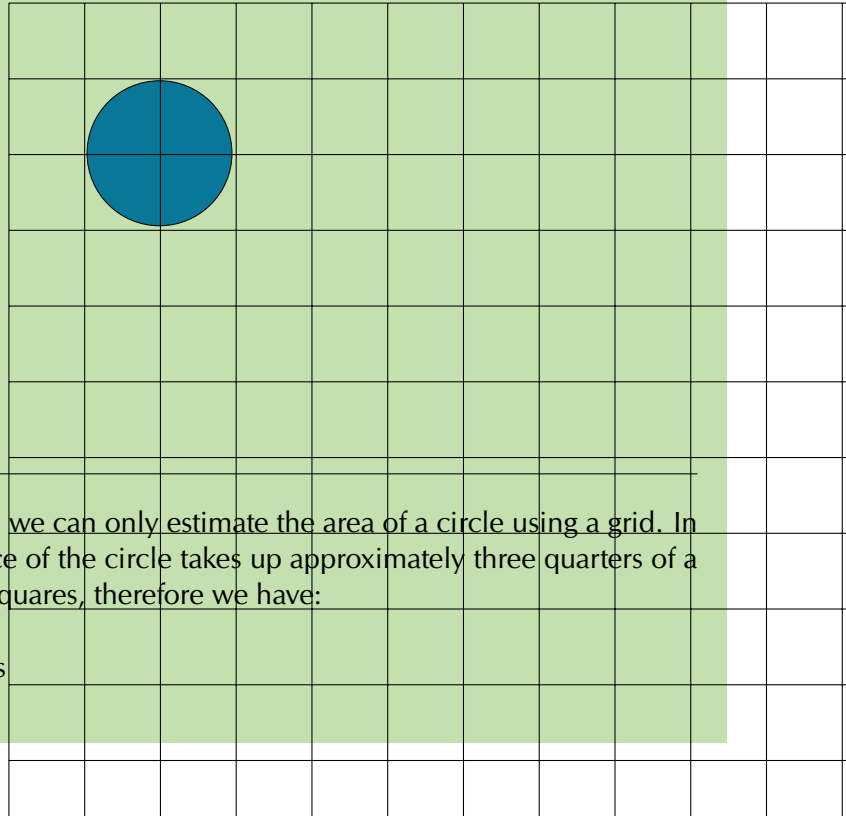 we can only estimate the area of a circle using a grid. In
of the circle takes up approximately three quarters of a
therefore we have: